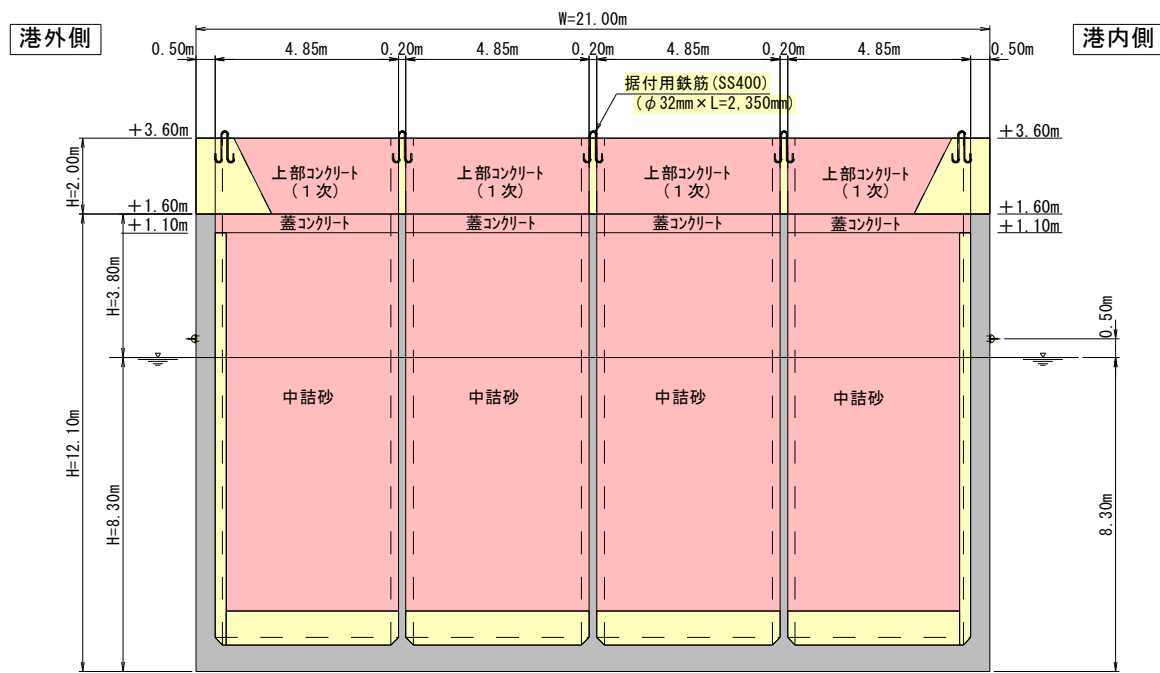 W=21.00m
港外側
港内側
0.50m
4.85m
0.20m
4.85m
0.20m
4.85m
0.20m
4.85m
0.50m
据付用鉄筋(SS400)
(φ32mm×L=2,350mm)
+3.60m
+3.60m
H=2.00m
上部コンクリート
(1次)
上部コンクリート
(1次)
上部コンクリート
(1次)
上部コンクリート
(1次)
+1.60m
+1.60m
+1.10m
+1.10m
蓋コンクリート
蓋コンクリート
蓋コンクリート
蓋コンクリート
H=3.80m
0.50m
中詰砂
中詰砂
中詰砂
中詰砂
H=12.10m
H=8.30m
8.30m